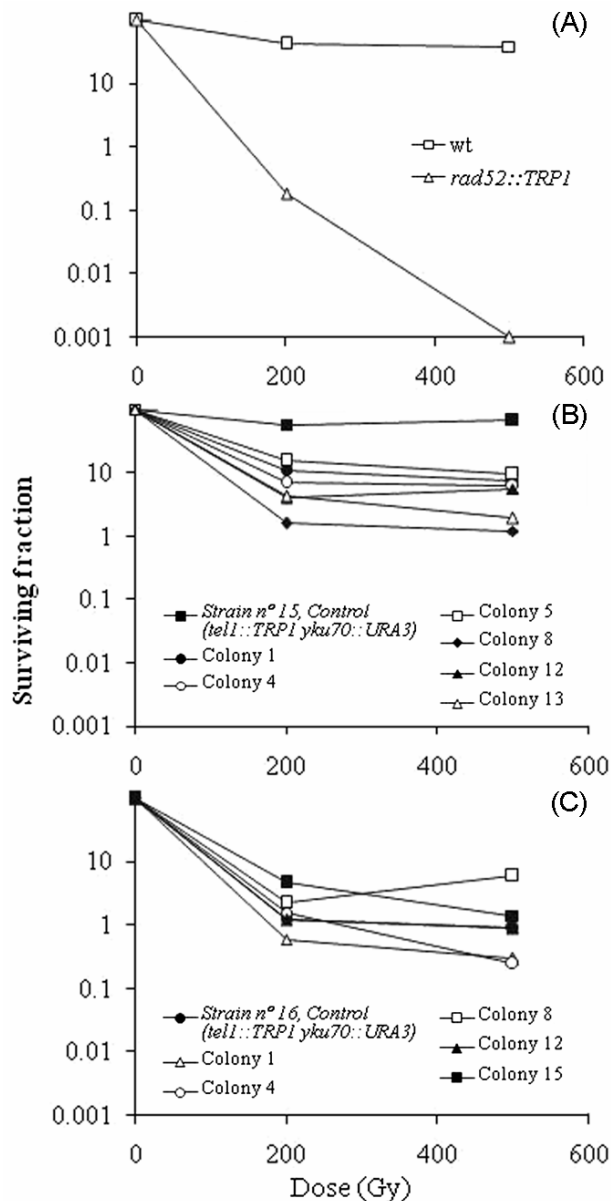 (A)
10
1
0.1
0.01
0.001
wt
rad52::TRP1
0 200 400 600
(B)
10
1
0.1
0.01
0.001
Strain nº 15, Control
(tel1::TRP1 yku70::URA3)
Colony 1
Colony 4
Colony 5
Colony 8
Colony 12
Colony 13
0 200 400 600
Surviving fraction
(C)
10
1
0.1
0.01
0.001
Strain nº 16, Control
(tel1::TRP1 yku70::URA3)
Colony 1
Colony 4
Colony 8
Colony 12
Colony 15
0 200 400 600
Dose (Gy)